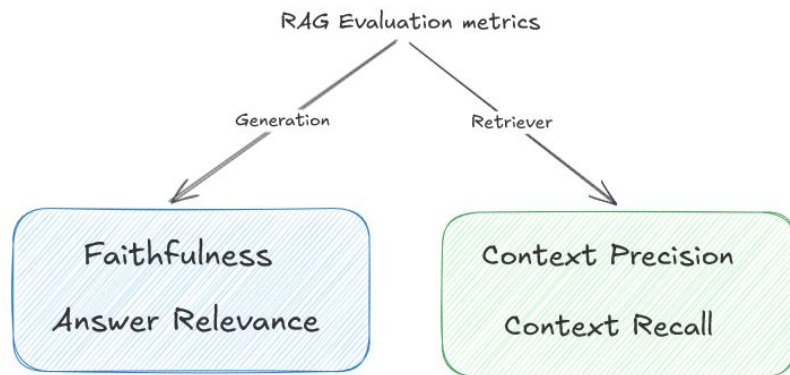 RAG Evaluation metrics
Generation
Retriever
Faithfulness
Answer Relevance
Context Precision
Context Recall